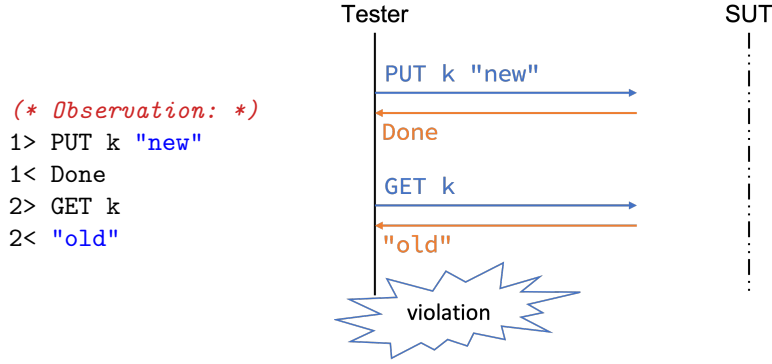 Tester
SUT
(* Observation: *)
1> PUT k "new"
1< Done
2> GET k
2< "old"
PUT k "new"
Done
GET k
"old"
violation